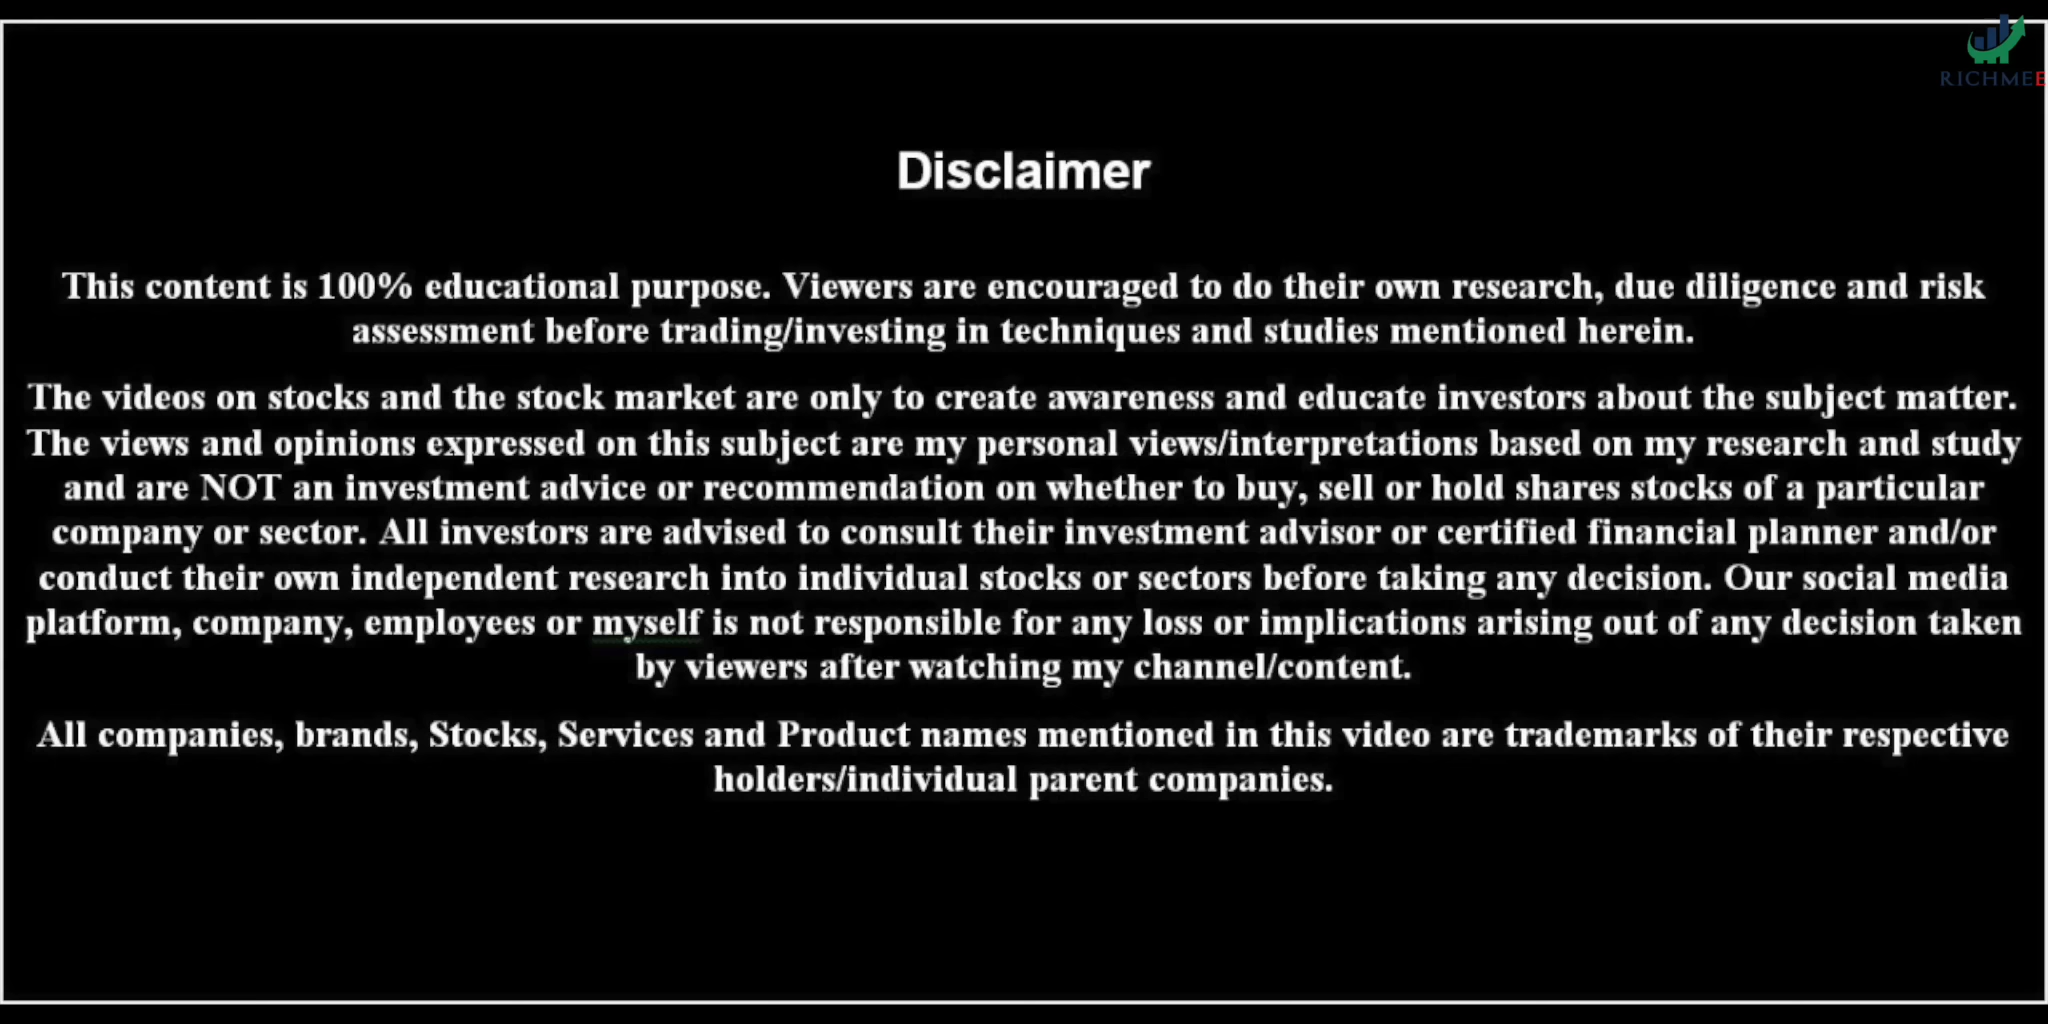 RICHMEE
Disclaimer
This content is 100% educational purpose. Viewers are encouraged to do their own research, due diligence and risk
assessment before trading/investing in techniques and studies mentioned herein.
The videos on stocks and the stock market are only to create awareness and educate investors about the subject matter.
The views and opinions expressed on this subject are my personal views/interpretations based on my research and study
and are NOT an investment advice or recommendation on whether to buy, sell or hold shares stocks of a particular
company or sector. All investors are advised to consult their investment advisor or certified financial planner and/or
conduct their own independent research into individual stocks or sectors before taking any decision. Our social media
platform, company, employees or myself is not responsible for any loss or implications arising out of any decision taken
by viewers after watching my channel/content.
All companies, brands, Stocks, Services and Product names mentioned in this video are trademarks of their respective
holders/individual parent companies.